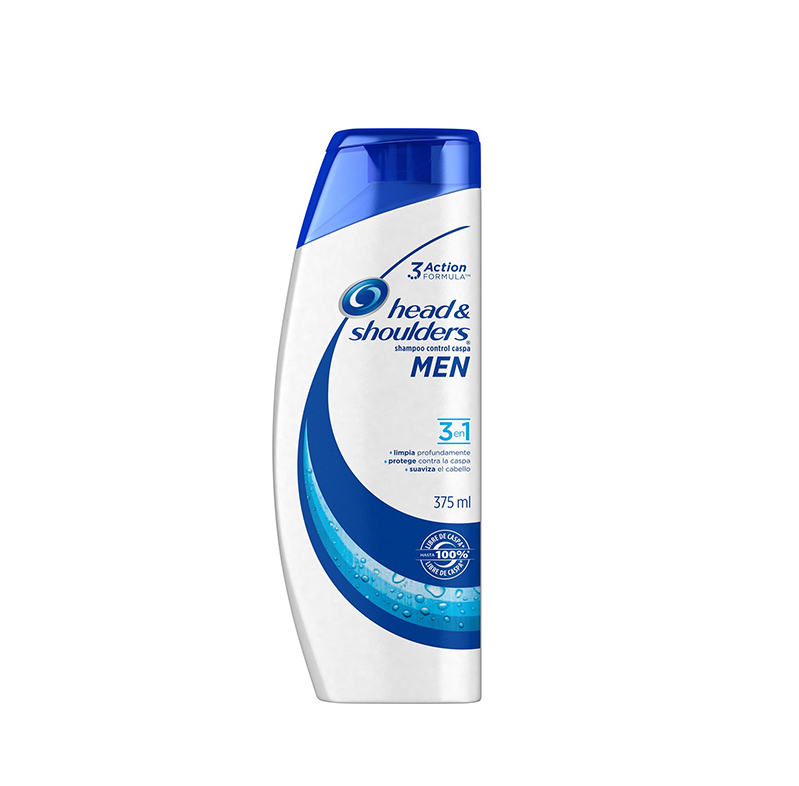 3 Action
FORMULA™
head &
shoulders®
shampoo control caspa
MEN
3 en 1
• limpia profundamente
• protege contra la caspa
• suaviza el cabello
375 ml
LIBRE DE CASPA*
HASTA 100%*
LIBRE DE CASPA*